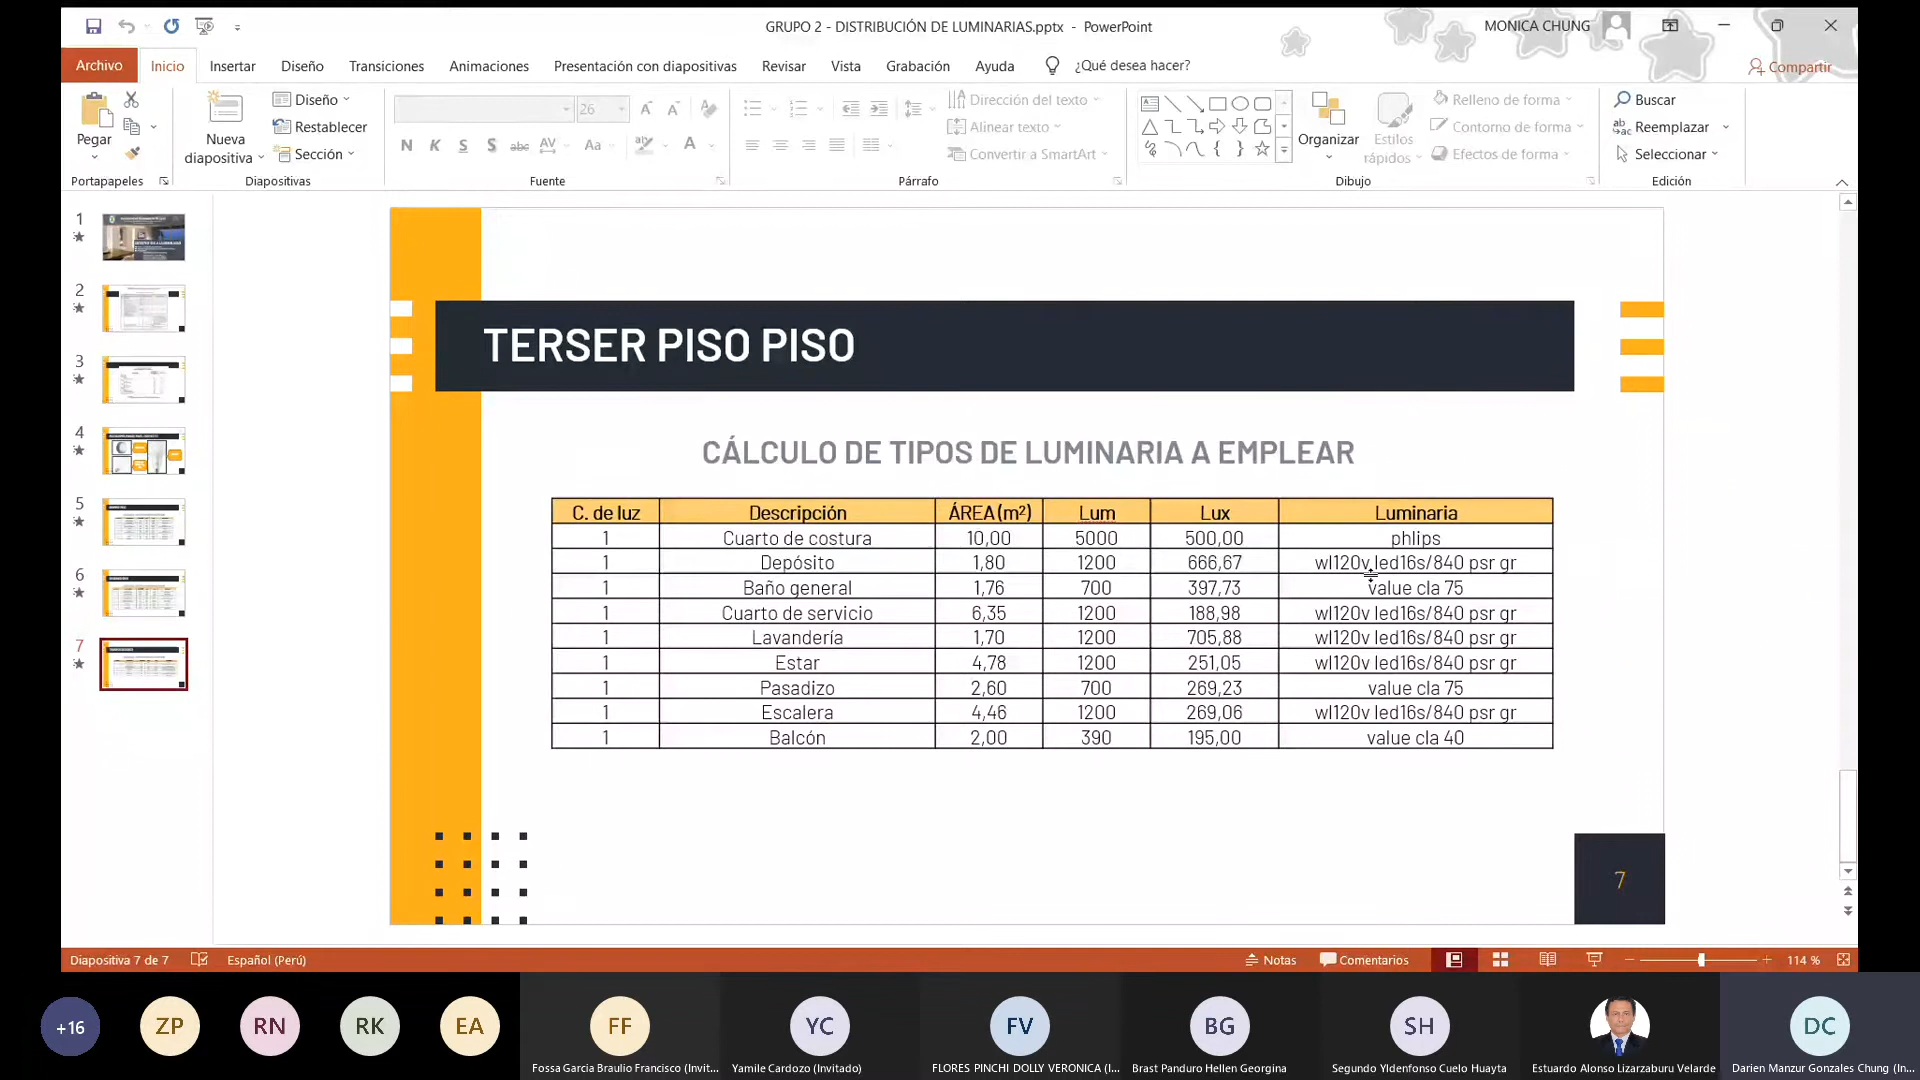 GRUPO 2 - DISTRIBUCIÓN DE LUMINARIAS.pptx - PowerPoint
MONICA CHUNG
Archivo Inicio Insertar Diseño Transiciones Animaciones Presentación con diapositivas Revisar Vista Grabación Ayuda ¿Qué desea hacer? Compartir
Pegar
Nueva diapositiva
Diseño
Restablecer
Sección
26
N K S S abc AV Aa A
Dirección del texto
Alinear texto
Convertir a SmartArt
Organizar
Estilos rápidos
Relleno de forma
Contorno de forma
Efectos de forma
Buscar
Reemplazar
Seleccionar
Portapapeles Diapositivas Fuente Párrafo Dibujo Edición
1
2
3
4
5
6
7
TERSER PISO PISO
CÁLCULO DE TIPOS DE LUMINARIA A EMPLEAR
C. de luz Descripción ÁREA (m²) Lum Lux Luminaria
1 Cuarto de costura 10,00 5000 500,00 phlips
1 Depósito 1,80 1200 666,67 wl120v led16s/840 psr gr
1 Baño general 1,76 700 397,73 value cla 75
1 Cuarto de servicio 6,35 1200 188,98 wl120v led16s/840 psr gr
1 Lavandería 1,70 1200 705,88 wl120v led16s/840 psr gr
1 Estar 4,78 1200 251,05 wl120v led16s/840 psr gr
1 Pasadizo 2,60 700 269,23 value cla 75
1 Escalera 4,46 1200 269,06 wl120v led16s/840 psr gr
1 Balcón 2,00 390 195,00 value cla 40
7
Diapositiva 7 de 7 Español (Perú) Notas Comentarios 114 %
+16 ZP RN RK EA FF YC FV BG SH DC
Fossa Garcia Braulio Francisco (Invit...
Yamile Cardozo (Invitado)
FLORES PINCHI DOLLY VERONICA (I...
Brast Panduro Hellen Georgina
Segundo Yldenfonso Cuelo Huayta
Estuardo Alonso Lizarzaburu Velarde
Darien Manzur Gonzales Chung (In...